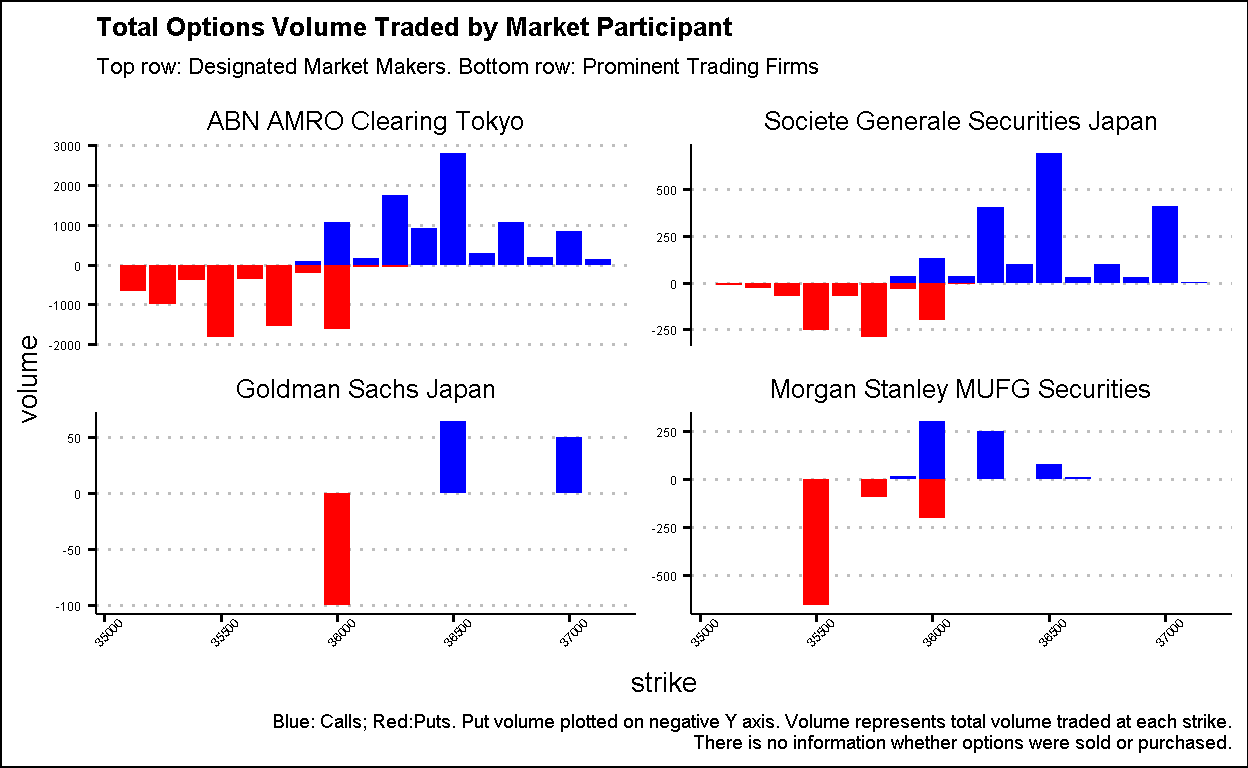 Total Options Volume Traded by Market Participant
Top row: Designated Market Makers. Bottom row: Prominent Trading Firms
ABN AMRO Clearing Tokyo
3000
2000
1000
0
-1000
-2000
Societe Generale Securities Japan
500
250
0
-250
volume
Goldman Sachs Japan
50
0
-50
-100
35000
35500
36000
36500
37000
Morgan Stanley MUFG Securities
250
0
-250
-500
35000
35500
36000
36500
37000
strike
Blue: Calls; Red:Puts. Put volume plotted on negative Y axis. Volume represents total volume traded at each strike.
There is no information whether options were sold or purchased.